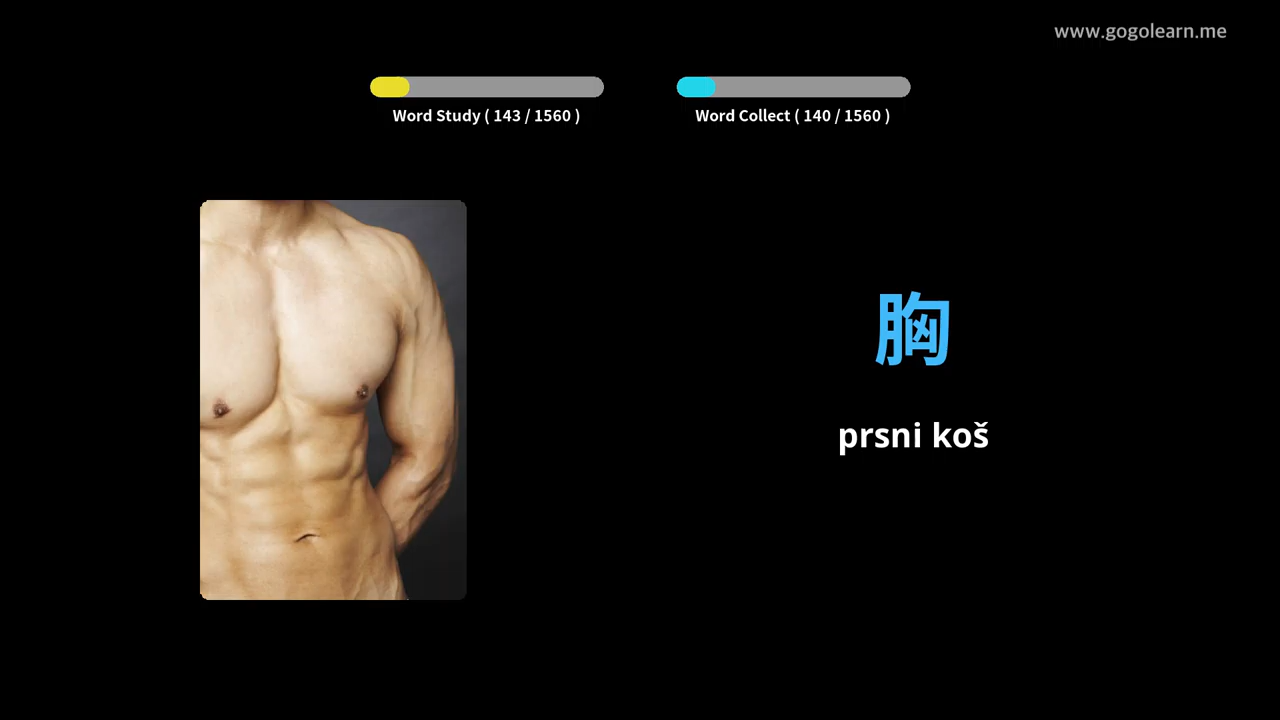 www.gogolearn.me
Word Study ( 143 / 1560 )
Word Collect ( 140 / 1560 )
胸
prsni koš